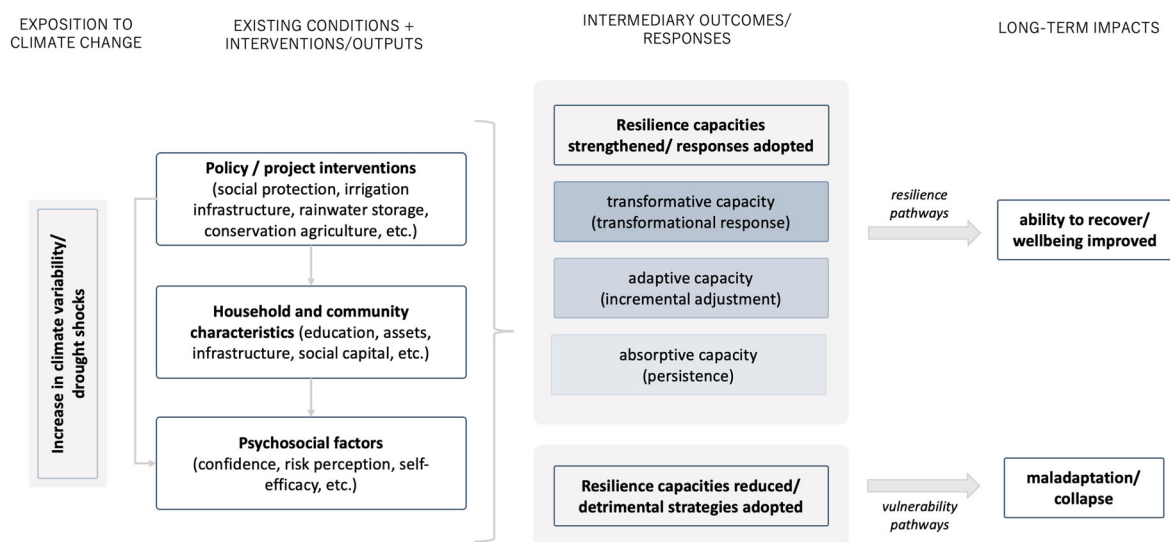 EXPOSITION TO
CLIMATE CHANGE
EXISTING CONDITIONS +
INTERVENTIONS/OUTPUTS
INTERMEDIARY OUTCOMES/
RESPONSES
LONG-TERM IMPACTS
Increase in climate variability/
drought shocks
Policy / project interventions
(social protection, irrigation
infrastructure, rainwater storage,
conservation agriculture, etc.)
Household and community
characteristics (education, assets,
infrastructure, social capital, etc.)
Psychosocial factors
(confidence, risk perception, self-
efficacy, etc.)
Resilience capacities
strengthened/ responses adopted
transformative capacity
(transformational response)
adaptive capacity
(incremental adjustment)
absorptive capacity
(persistence)
Resilience capacities reduced/
detrimental strategies adopted
resilience
pathways
ability to recover/
wellbeing improved
vulnerability
pathways
maladaptation/
collapse